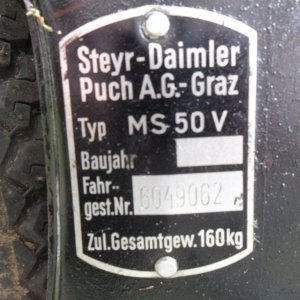 Steyr-Daimler
Puch A.G.-Graz
Typ MS 50 V
Baujahr
Fahr-
gest.Nr. 6049062
Zul.Gesamtgew. 160kg